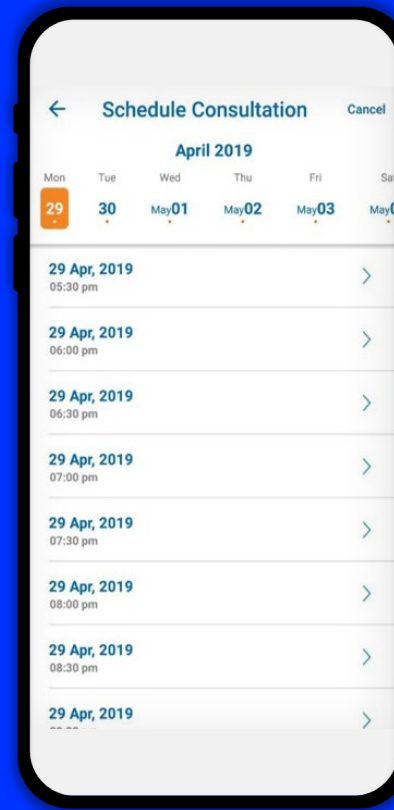 Schedule Consultation Cancel
April 2019
Mon Tue Wed Thu Fri
29 30 May01 May02 May03
29 Apr, 2019
05:30 pm
29 Apr, 2019
06:00 pm
29 Apr, 2019
06:30 pm
29 Apr, 2019
07:00 pm
29 Apr, 2019
07:30 pm
29 Apr, 2019
08:00 pm
29 Apr, 2019
08:30 pm
29 Apr, 2019